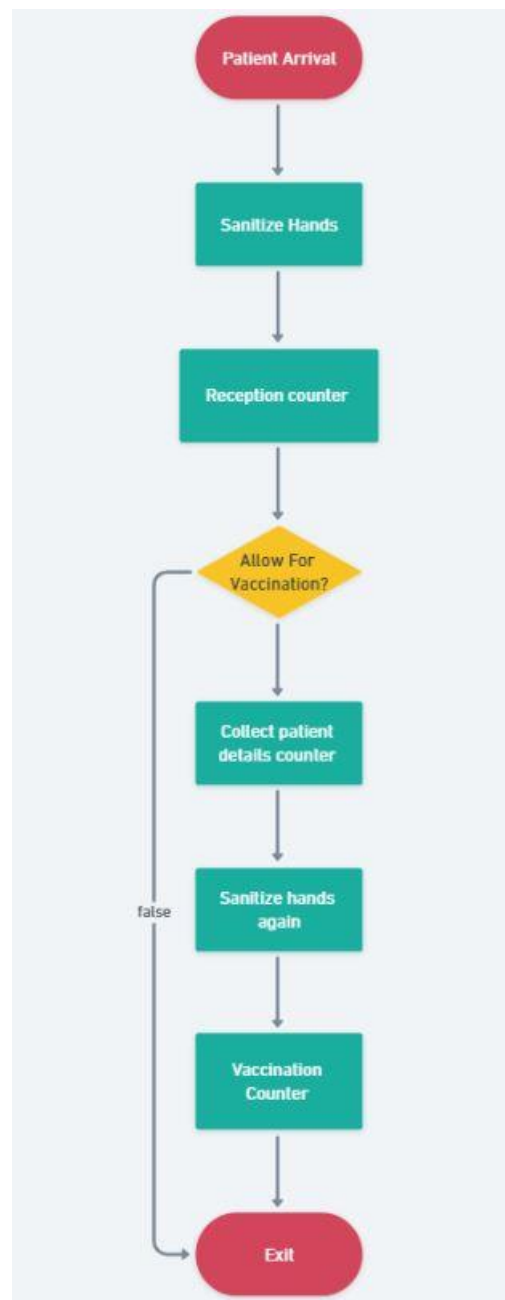 Patient Arrival
Sanitize Hands
Reception counter
Allow For
Vaccination?
Collect patient
details counter
Sanitize hands
again
false
Vaccination
Counter
Exit